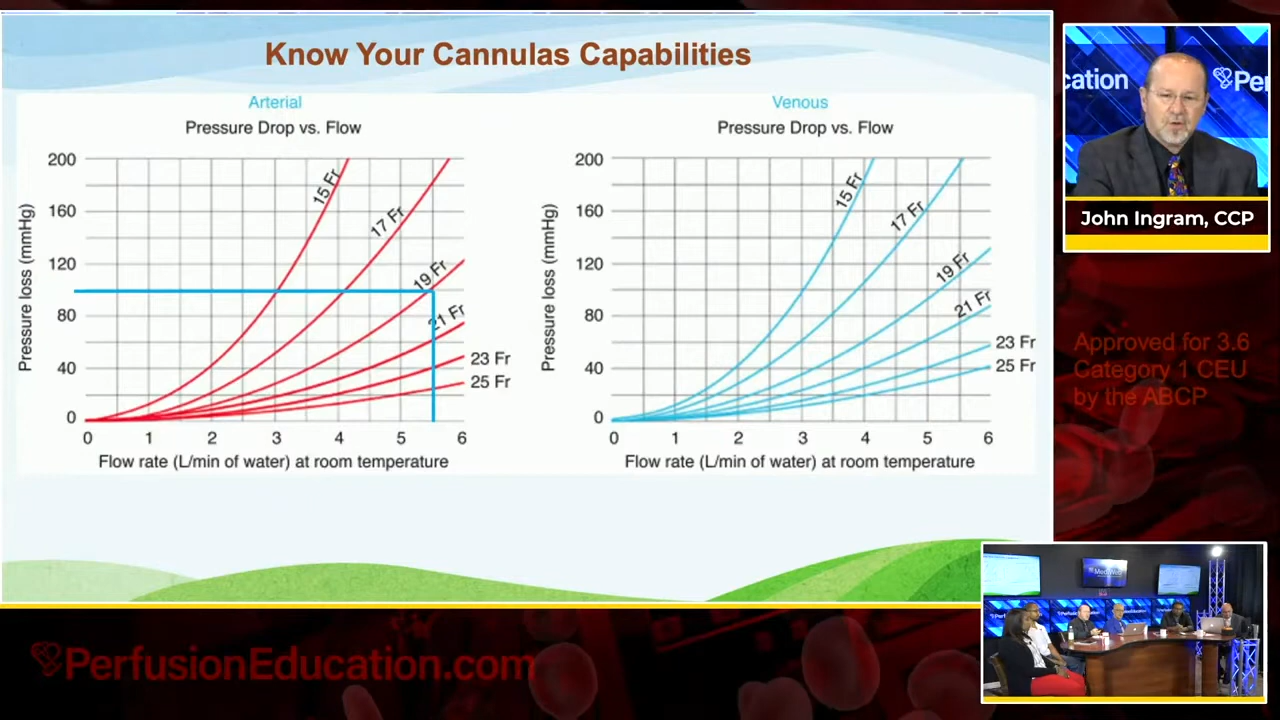 Know Your Cannulas Capabilities
Arterial
Pressure Drop vs. Flow
200
160
120
80
40
0
Pressure loss (mmHg)
15 Fr
17 Fr
19 Fr
21 Fr
23 Fr
25 Fr
0 1 2 3 4 5 6
Flow rate (L/min of water) at room temperature
Venous
Pressure Drop vs. Flow
200
160
120
80
40
0
Pressure loss (mmHg)
15 Fr
17 Fr
19 Fr
21 Fr
23 Fr
25 Fr
0 1 2 3 4 5 6
Flow rate (L/min of water) at room temperature
cation
Per
John Ingram, CCP
Approved for 3.6
Category 1 CEU
by the ABCP
PerfusionEducation.com